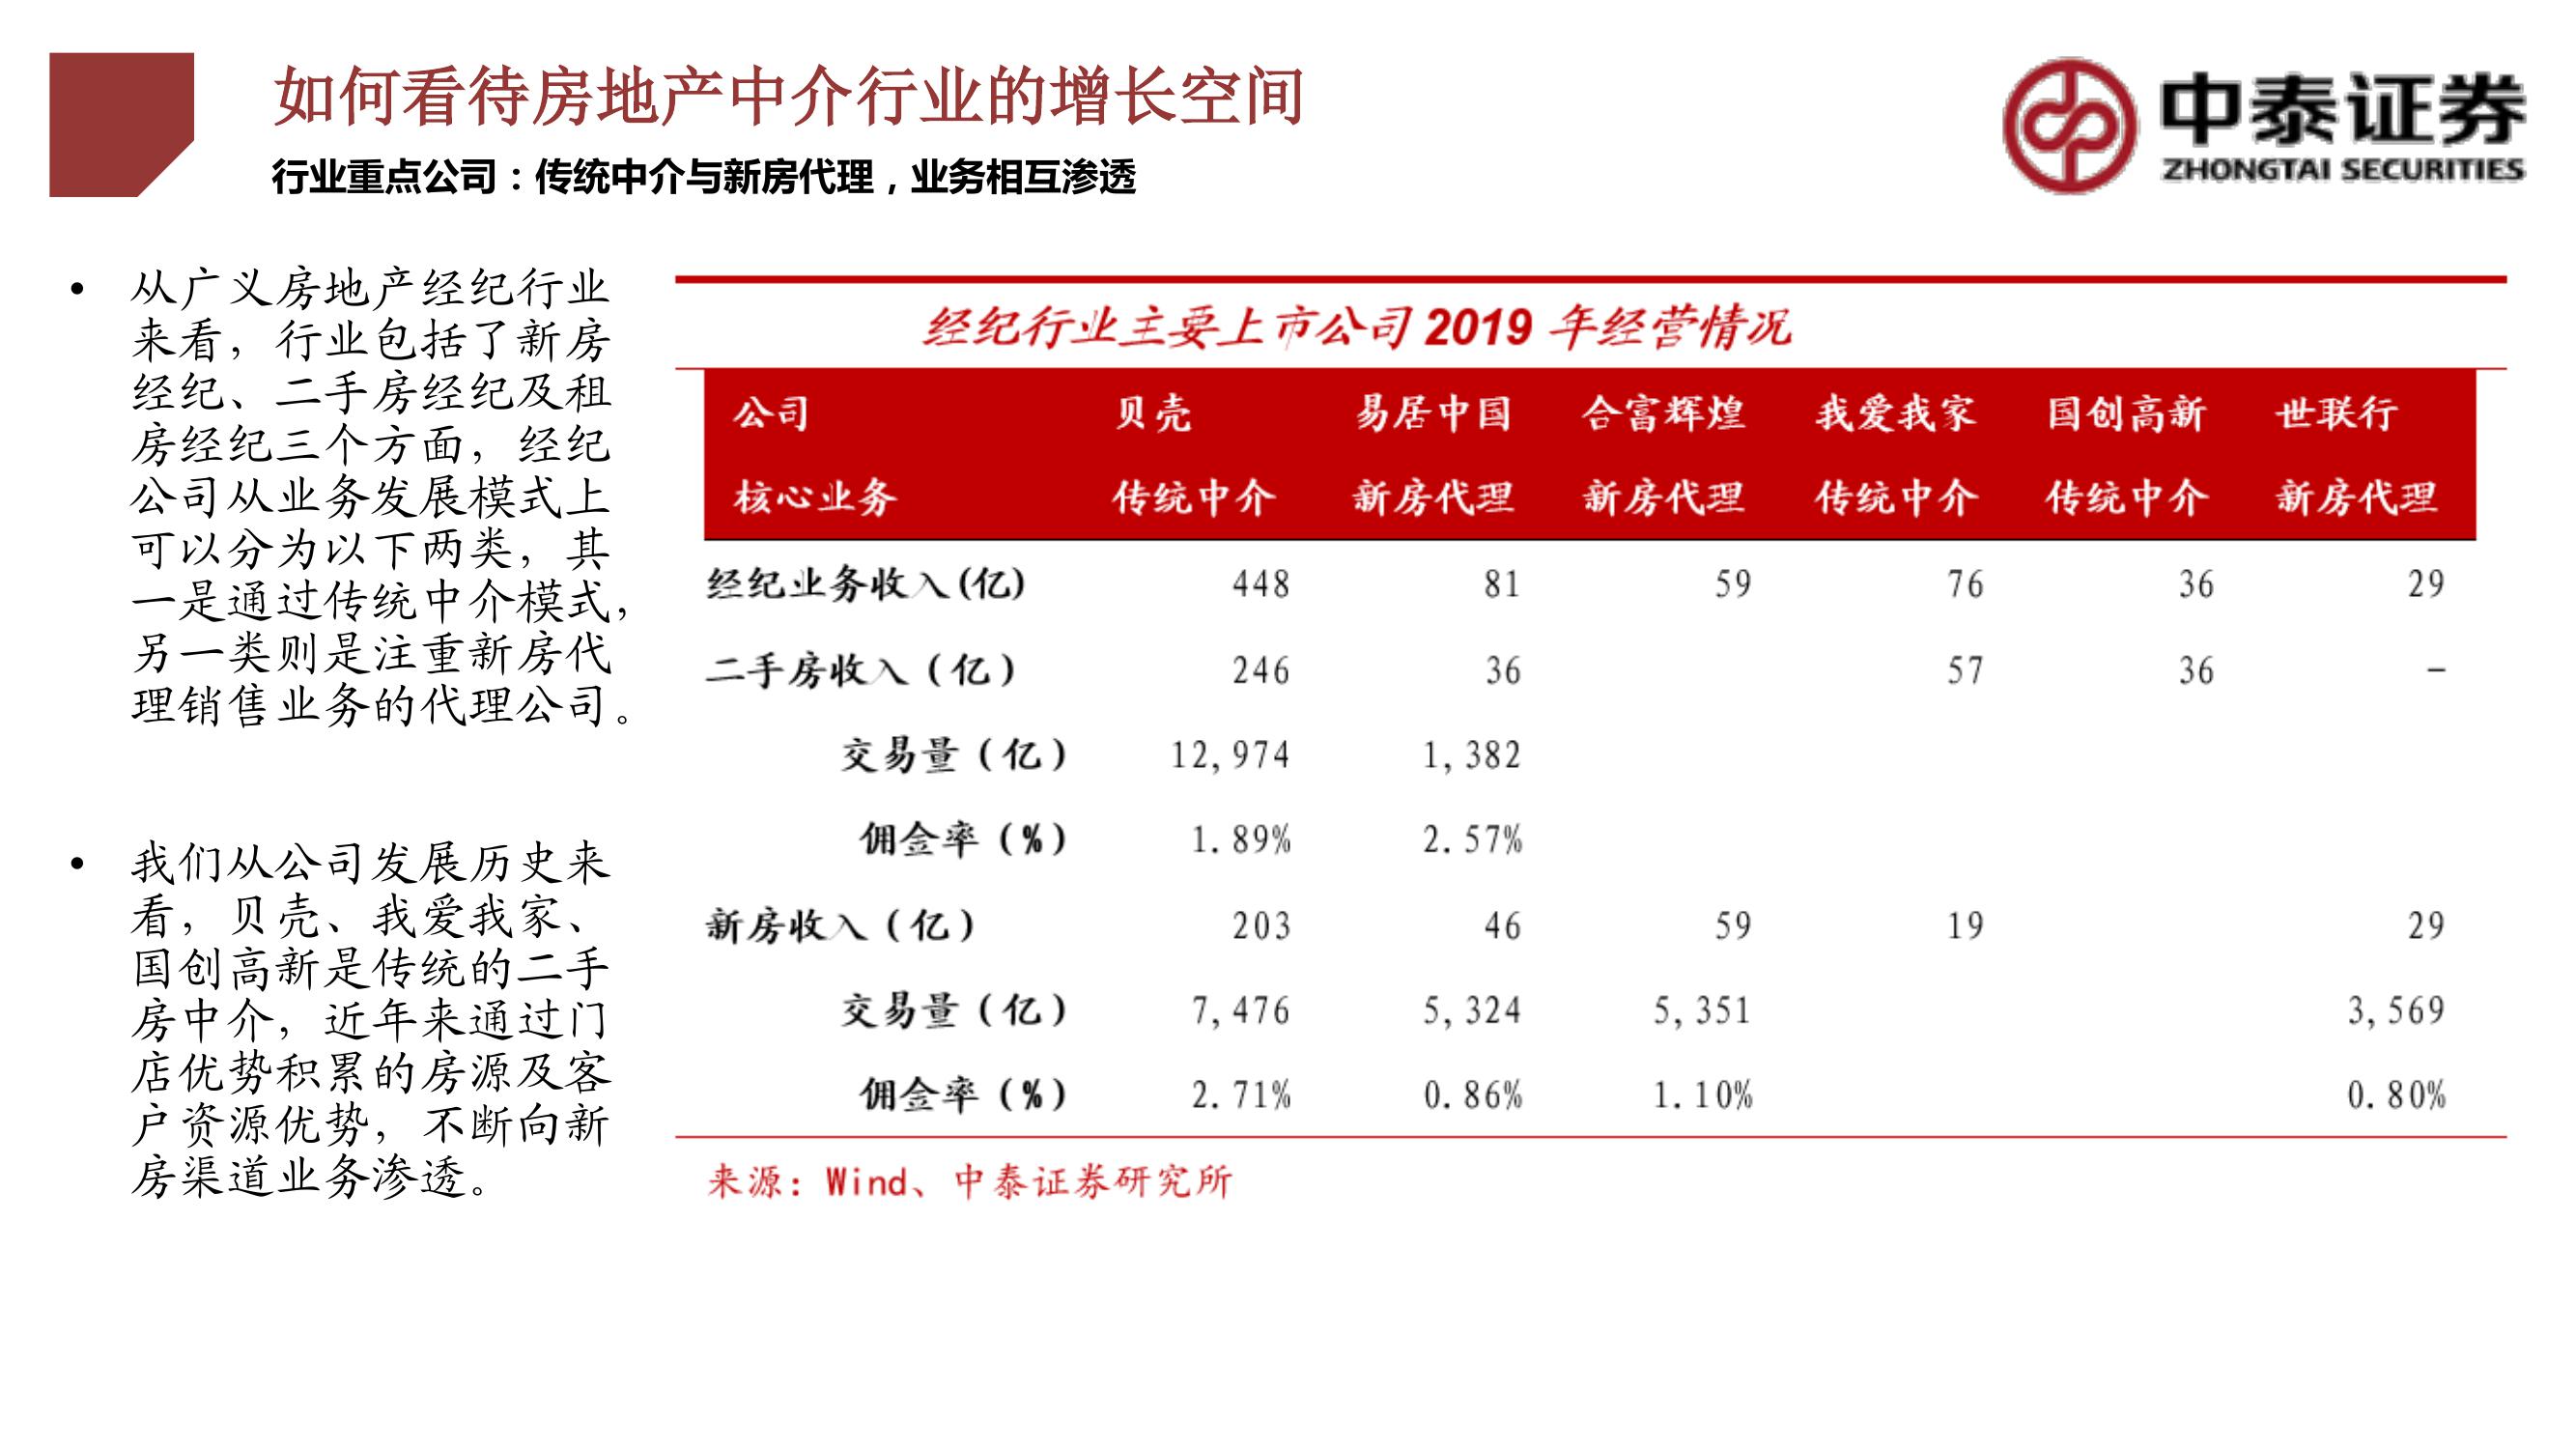 如何看待房地产中介行业的增长空间
行业重点公司：传统中介与新房代理，业务相互渗透
中泰证券
ZHONGTAI SECURITIES
• 从广义房地产经纪行业
来看，行业包括了新房
经纪、二手房经纪及租
房经纪三个方面，经纪
公司从业务发展模式上
可以分为以下两类，其
一是通过传统中介模式，
另一类则是注重新房代
理销售业务的代理公司。
• 我们从公司发展历史来
看，贝壳、我爱我家、
国创高新是传统的二手
房中介，近年来通过门
店优势积累的房源及客
户资源优势，不断向新
房渠道业务渗透。
经纪行业主要上市公司 2019 年经营情况
公司 贝壳 易居中国 合富辉煌 我爱我家 国创高新 世联行
核心业务 传统中介 新房代理 新房代理 传统中介 传统中介 新房代理
经纪业务收入(亿) 448 81 59 76 36 29
二手房收入（亿） 246 36 57 36 –
交易量（亿） 12,974 1,382
佣金率（%） 1.89% 2.57%
新房收入（亿） 203 46 59 19 29
交易量（亿） 7,476 5,324 5,351 3,569
佣金率（%） 2.71% 0.86% 1.10% 0.80%
来源：Wind、中泰证券研究所